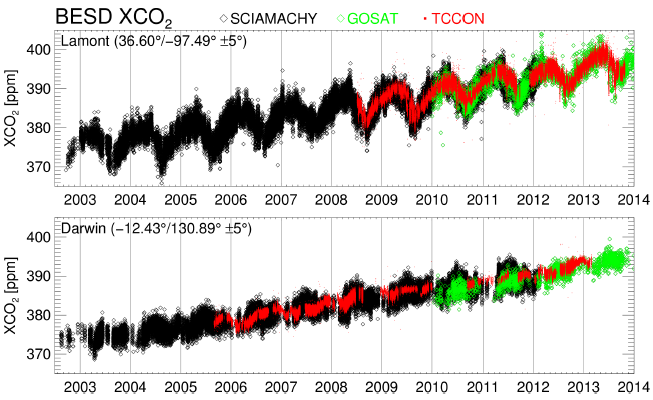 BESD XCO₂ ◇ SCIAMACHY ◇ GOSAT • TCCON
Lamont (36.60°/−97.49° ±5°)
XCO₂ [ppm]
400
390
380
370
2003 2004 2005 2006 2007 2008 2009 2010 2011 2012 2013 2014
Darwin (−12.43°/130.89° ±5°)
XCO₂ [ppm]
400
390
380
370
2003 2004 2005 2006 2007 2008 2009 2010 2011 2012 2013 2014